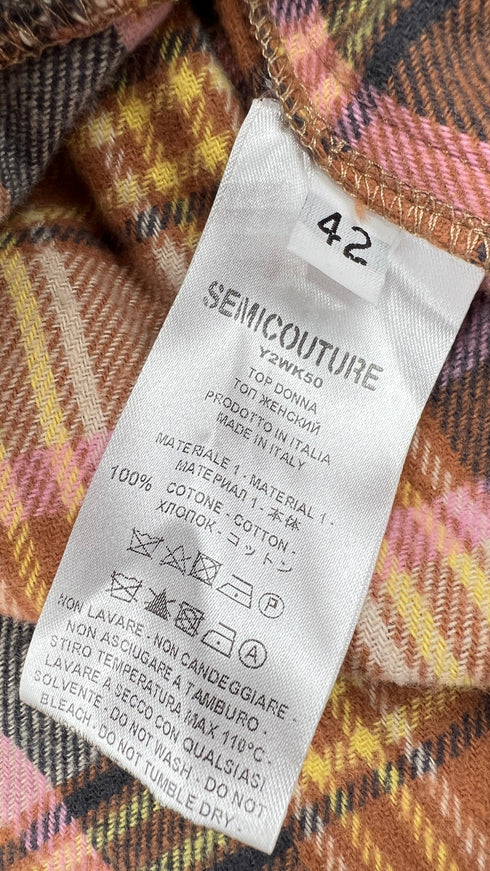 42
SEMICOUTURE
Y2WK50
TOP DONNA
ТОП ЖЕНСКИЙ
PRODOTTO IN ITALIA
MADE IN ITALY
MATERIALE 1 - MATERIAL 1 -
МАТЕРИАЛ 1 - 本体
100% COTONE - COTTON -
ХЛОПОК - コットン
P
A
NON LAVARE - NON CANDEGGIARE -
NON ASCIUGARE A TAMBURO -
STIRO TEMPERATURA MAX 110°C -
LAVARE A SECCO CON QUALSIASI
SOLVENTE - DO NOT WASH - DO NOT
BLEACH, DO NOT TUMBLE DRY -